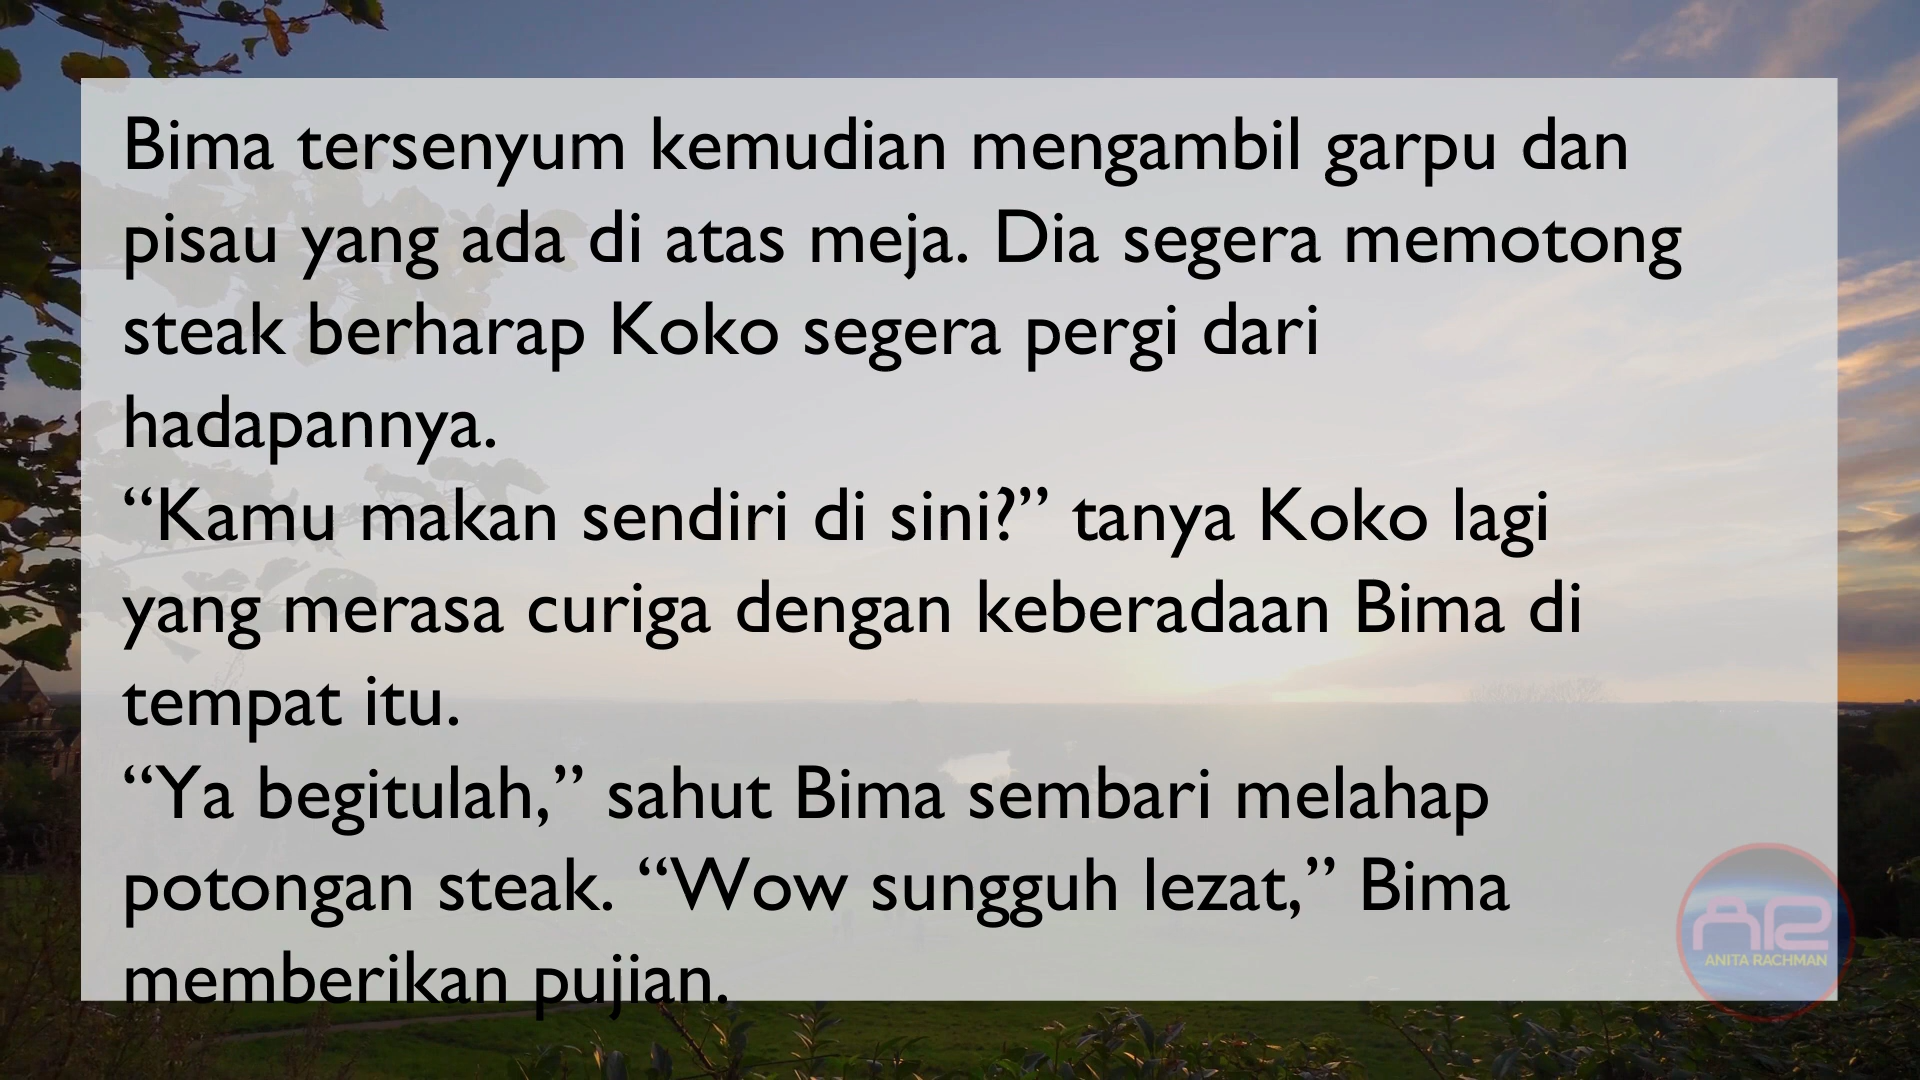 Bima tersenyum kemudian mengambil garpu dan
pisau yang ada di atas meja. Dia segera memotong
steak berharap Koko segera pergi dari
hadapannya.
“Kamu makan sendiri di sini?” tanya Koko lagi
yang merasa curiga dengan keberadaan Bima di
tempat itu.
“Ya begitulah,” sahut Bima sembari melahap
potongan steak. “Wow sungguh lezat,” Bima
memberikan pujian.
AR
ANITA RACHMAN